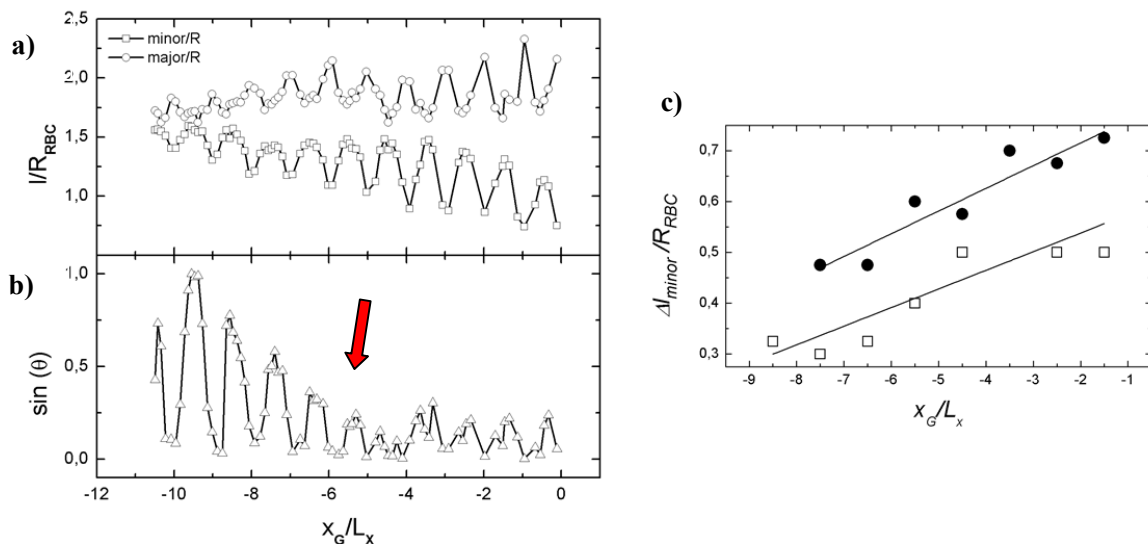 a)
2,5
minor/R
major/R
2,0
1,5
1,0
l/R_RBC
b)
1,0
0,5
0,0
sin (θ)
-12 -10 -8 -6 -4 -2 0
x_G/L_x
c)
0,7
0,6
0,5
0,4
0,3
Δl_minor/R_RBC
-9 -8 -7 -6 -5 -4 -3 -2 -1
x_G/L_x